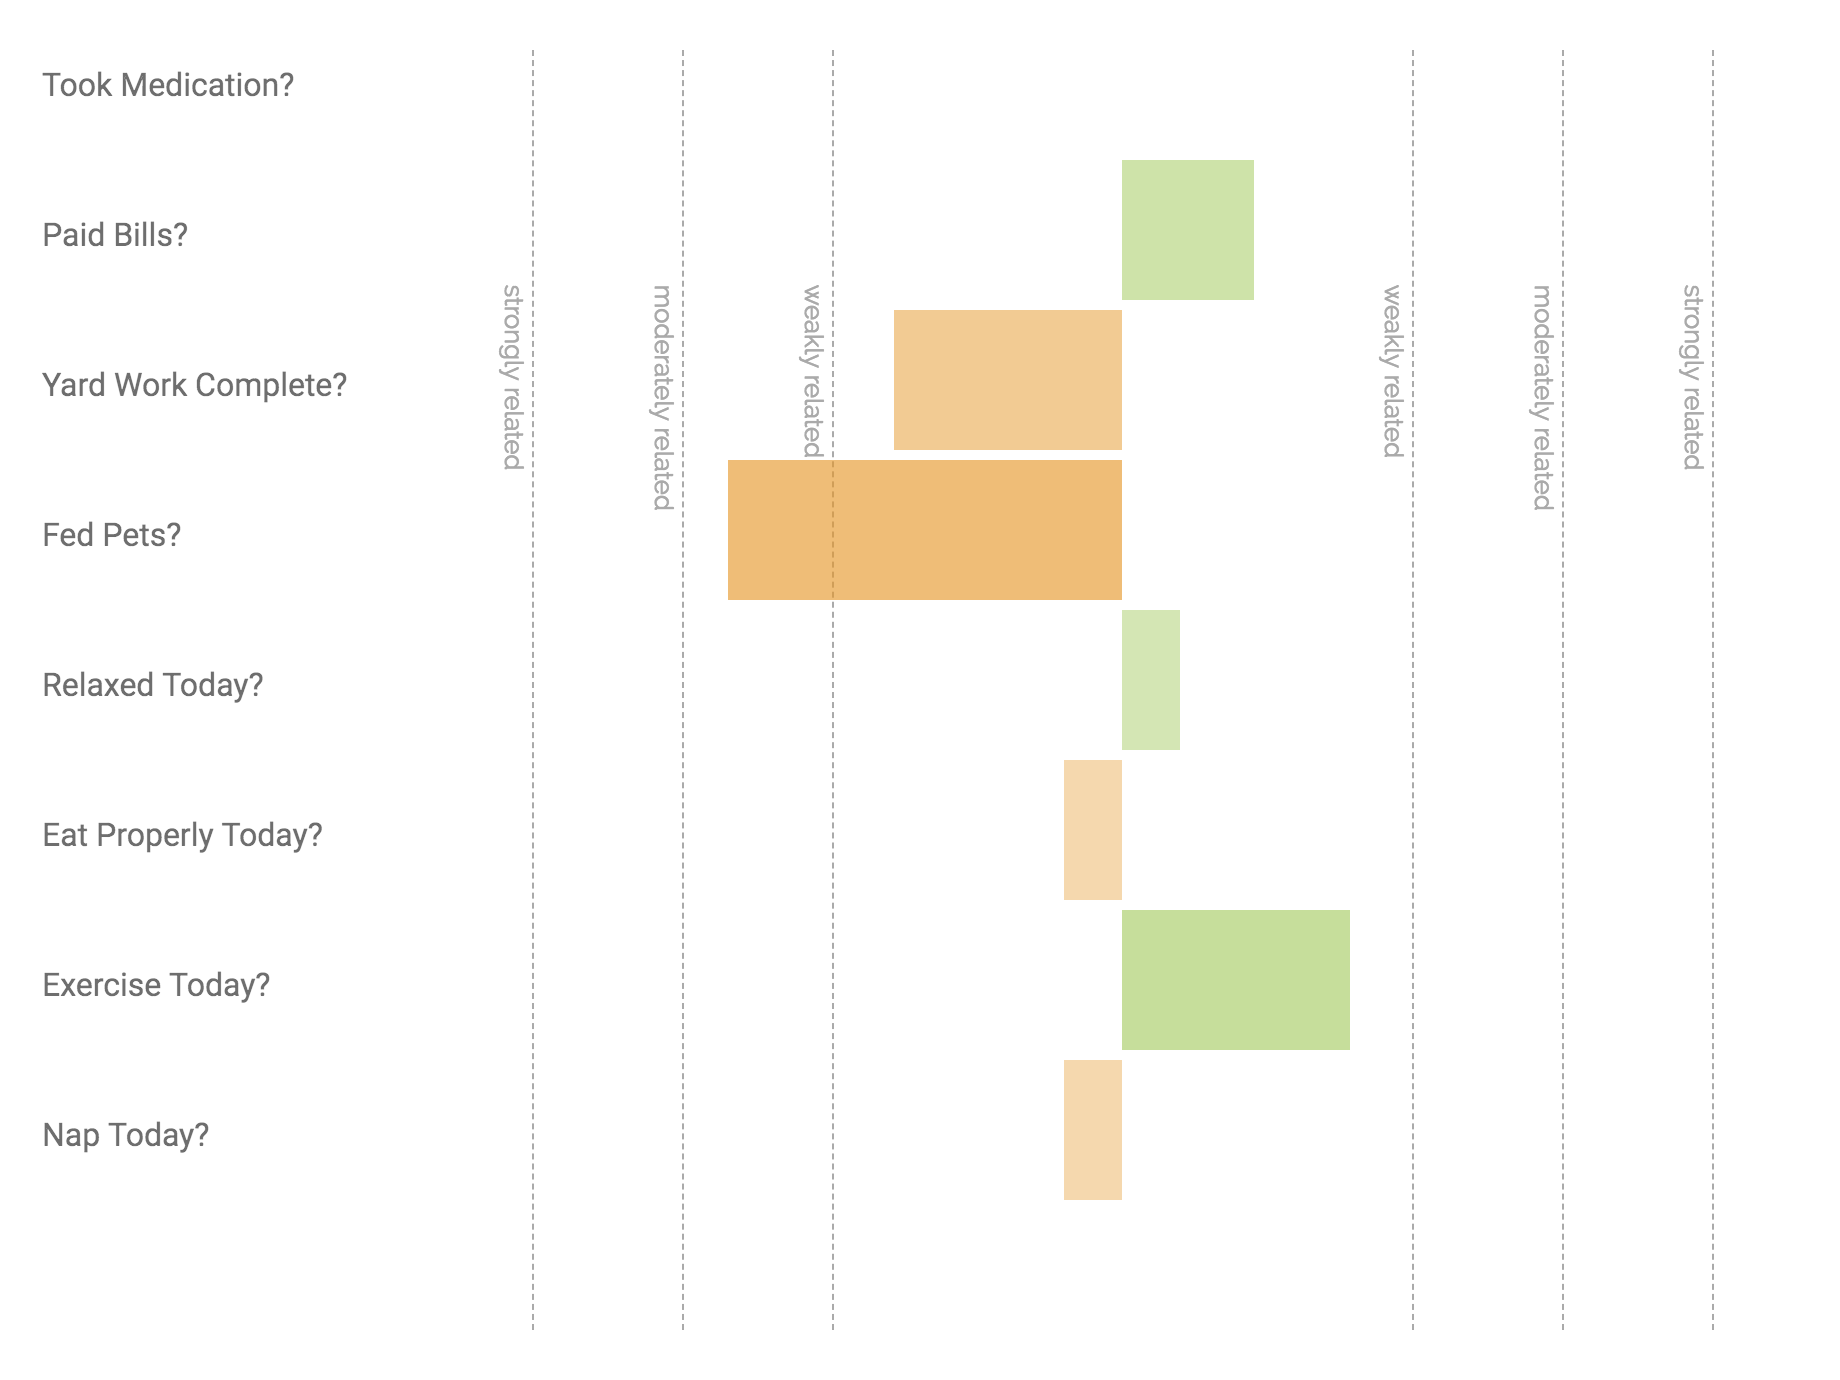 Took Medication?
Paid Bills?
Yard Work Complete?
Fed Pets?
Relaxed Today?
Eat Properly Today?
Exercise Today?
Nap Today?
strongly related
moderately related
weakly related
weakly related
moderately related
strongly related